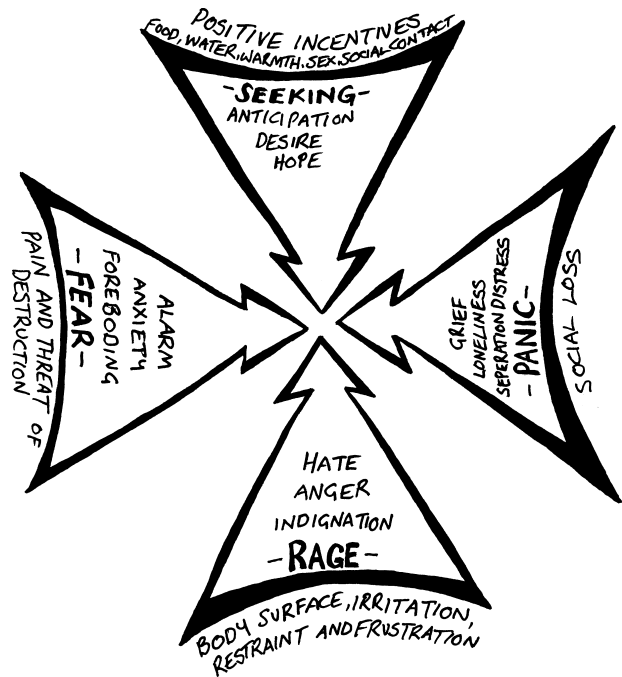 POSITIVE INCENTIVES
FOOD, WATER, WARMTH. SEX, SOCIAL CONTACT
-SEEKING-
ANTICIPATION
DESIRE
HOPE
PAIN AND THREAT OF
DESTRUCTION
-FEAR-
FOREBODING
ANXIETY
ALARM
GRIEF
LONELINESS
SEPERATION DISTRESS
-PANIC-
SOCIAL LOSS
HATE
ANGER
INDIGNATION
-RAGE-
BODY SURFACE, IRRITATION,
RESTRAINT AND FRUSTRATION